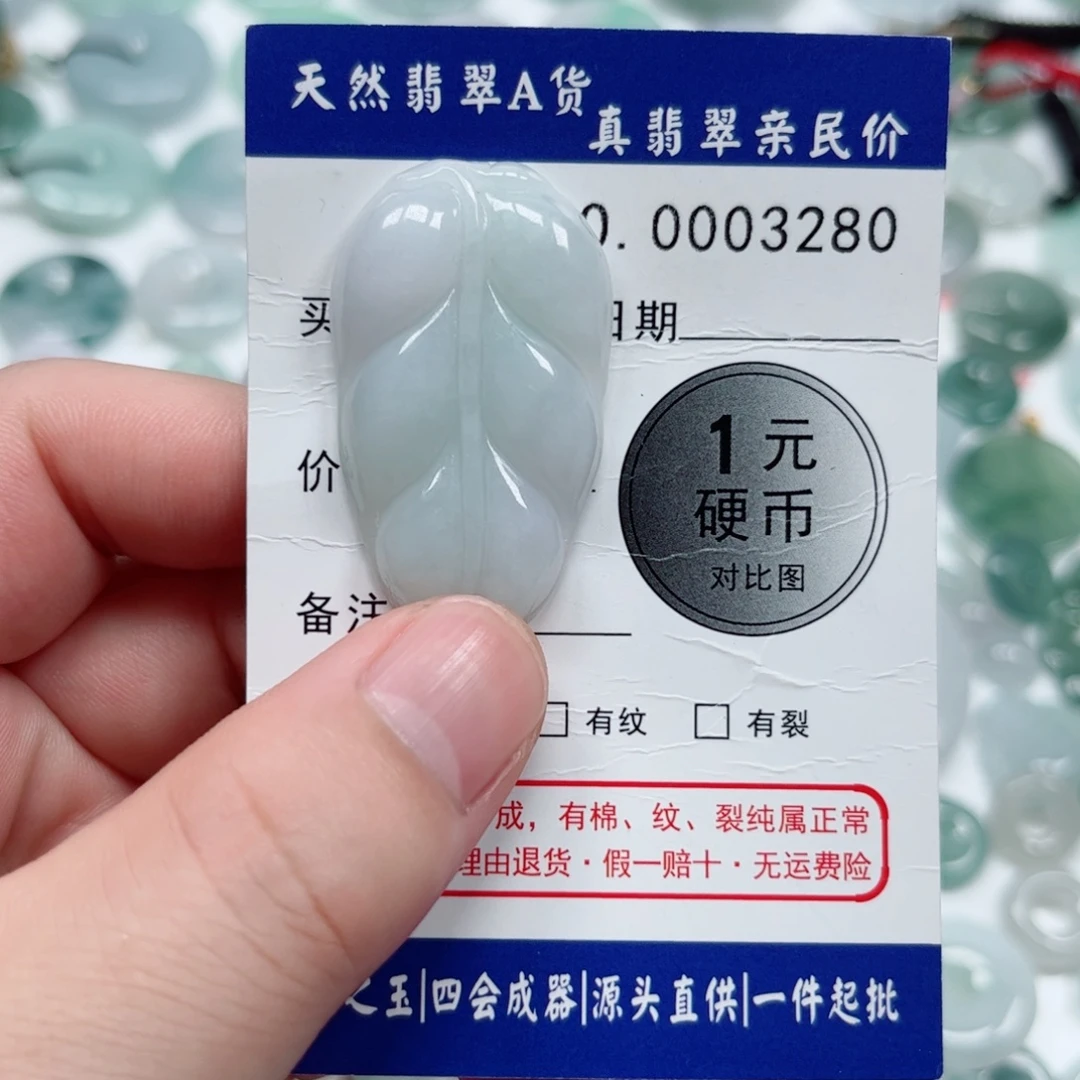 天然翡翠A货
真翡翠亲民价
0.0003280
买
日期
价
1元
硬币
对比图
备注
有纹 有裂
成，有棉、纹、裂纯属正常
理由退货·假一赔十·无运费险
之玉|四会成器|源头直供|一件起批